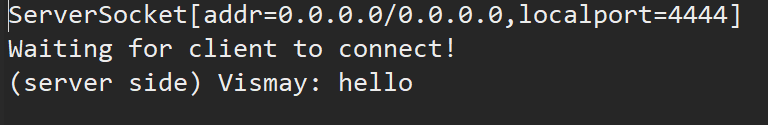 ServerSocket[addr=0.0.0.0/0.0.0.0,localport=4444]
Waiting for client to connect!
(server side) Vismay: hello